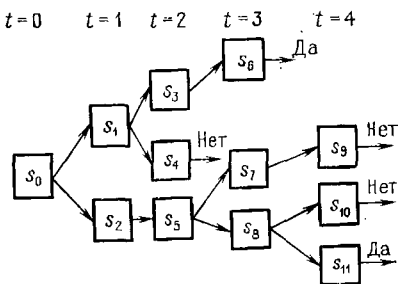 t=0 t=1 t=2 t=3 t=4
S6 Да
S3
S1
S4 Нет
S9 Нет
S0
S7
S10 Нет
S2 S5
S8
S11 Да